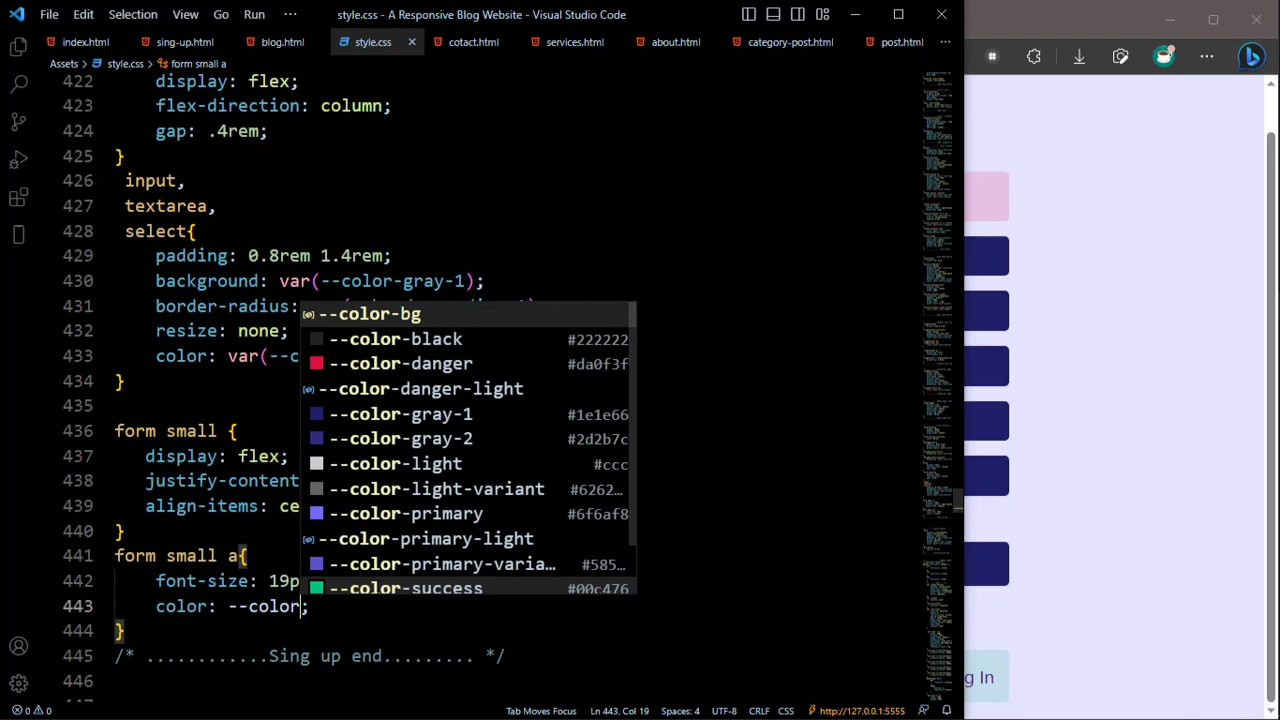 File Edit Selection View Go Run ··· style.css - A Responsive Blog Website - Visual Studio Code
index.html sing-up.html blog.html style.css cotact.html services.html about.html category-post.html post.html ···
Assets > style.css > form small a
422 display: flex;
423 flex-direction: column;
424 gap: .4rem;
425 }
426 input,
427 textarea,
428 select{
429 padding: 0.8rem 1.4rem;
430 backgrod: var(--color-gray-1);
431 border-radius:
--color-bg
432 resize: none;
--color-black #222222
433 color: var(--c
--color-danger #da0f3f
434 }
--color-danger-light
435
--color-gray-1 #1e1e66
436 form small {
--color-gray-2 #2d2b7c
437 display: flex;
--color-light #ccc
438 justify-content
--color-light-variant #6262…
439 align-items: ce
--color-primary #6f6af8
440 }
--color-primary-light
441 form small a
--color-primary-varia… #585…
442 font-size: 19p
--color-success #00c476
443 color: --color;
444 }
445 /* ............Sing up end......... */
446
g In
0 0 Tab Moves Focus Ln 443, Col 19 Spaces: 4 UTF-8 CRLF CSS http://127.0.0.1:5555